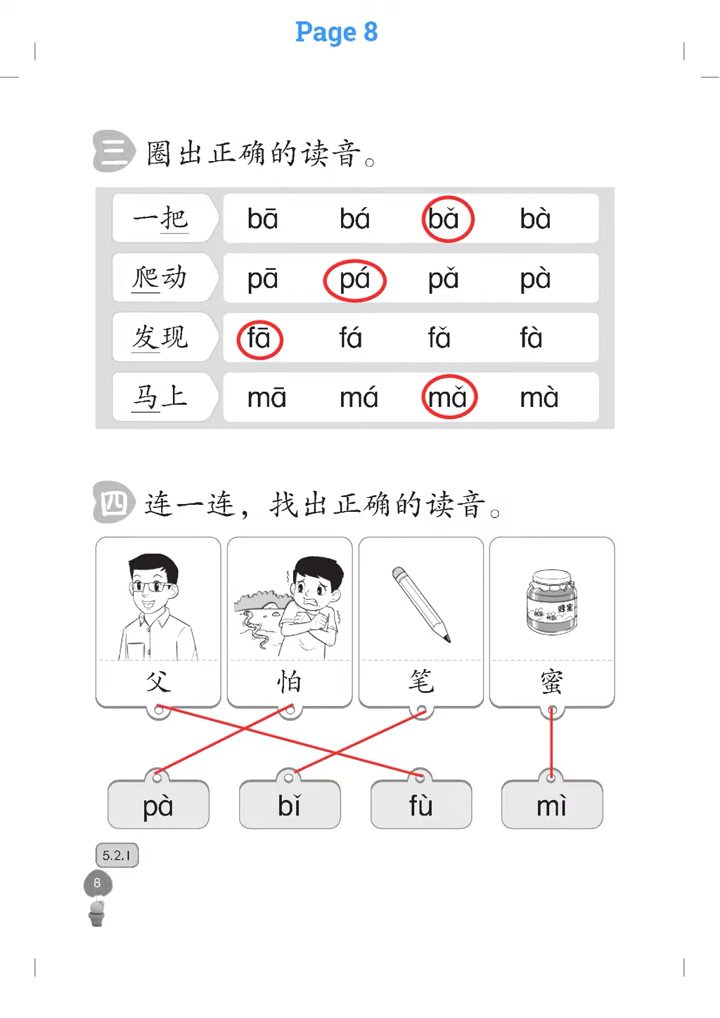 Page 8
三 圈出正确的读音。
一把 bā bá bǎ bà
爬动 pā pá pǎ pà
发现 fā fá fǎ fà
马上 mā má mǎ mà
四 连一连，找出正确的读音。
蜂蜜
父 怕 笔 蜜
pà bǐ fù mì
5.2.1
8